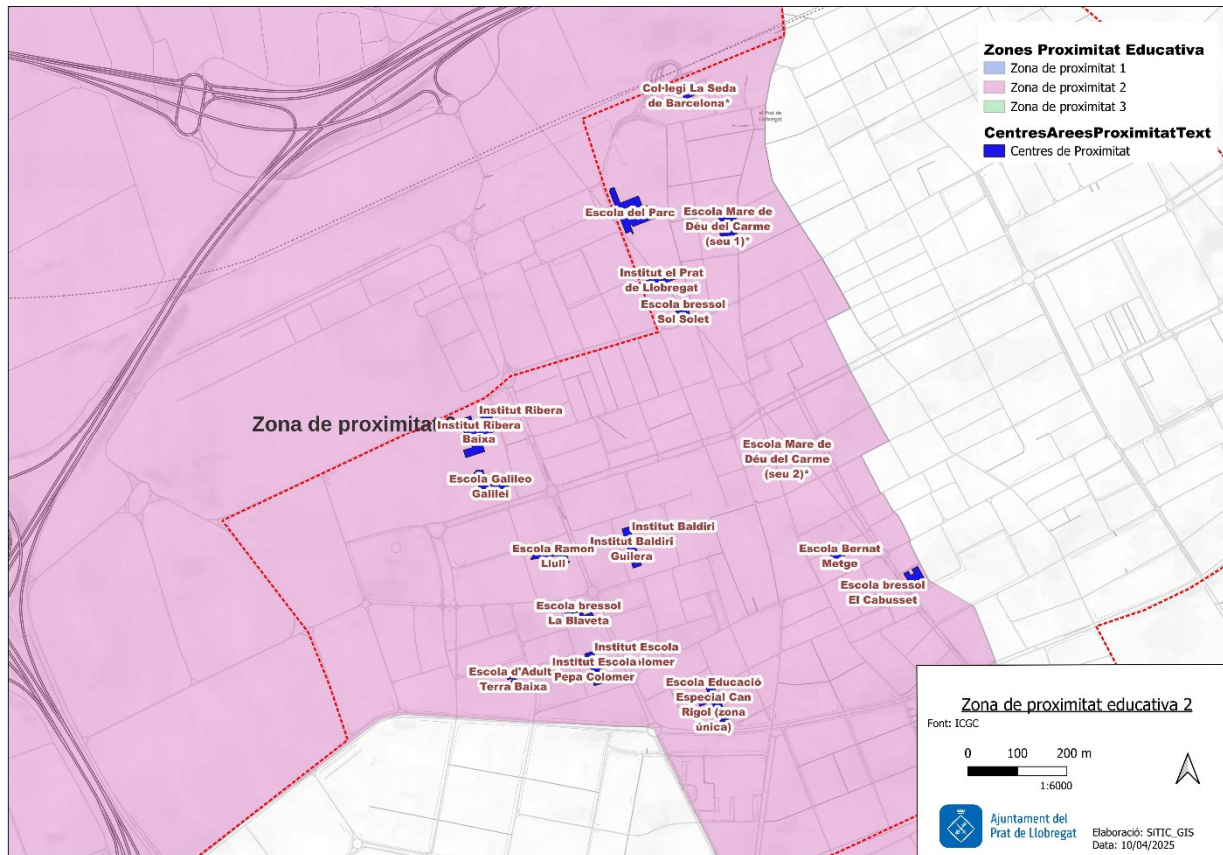 Zones Proximitat Educativa
Zona de proximitat 1
Zona de proximitat 2
Zona de proximitat 3
CentresAreesProximitatText
Centres de Proximitat
Col·legi La Seda
de Barcelona*
el Prat de
Llobregat
Escola del Parc
Escola Mare de
Déu del Carme
(seu 1)*
Institut el Prat
de Llobregat
Escola bressol
Sol Solet
Zona de proximitat
Institut Ribera
Institut Ribera
Baixa
Escola Galileo
Galilei
Escola Mare de
Déu del Carme
(seu 2)*
Institut Baldiri
Institut Baldiri
Guilera
Escola Ramon
Llull
Escola Bernat
Metge
Escola bressol
El Cabusset
Escola bressol
La Blaveta
Institut Escola
Institut Escola olomer
Pepa Colomer
Escola d'Adult
Terra Baixa
Escola Educació
Especial Can
Rigol (zona
única)
Zona de proximitat educativa 2
Font: ICGC
0 100 200 m
1:6000
Ajuntament del
Prat de Llobregat
Elaboració: SiTIC_GIS
Data: 10/04/2025